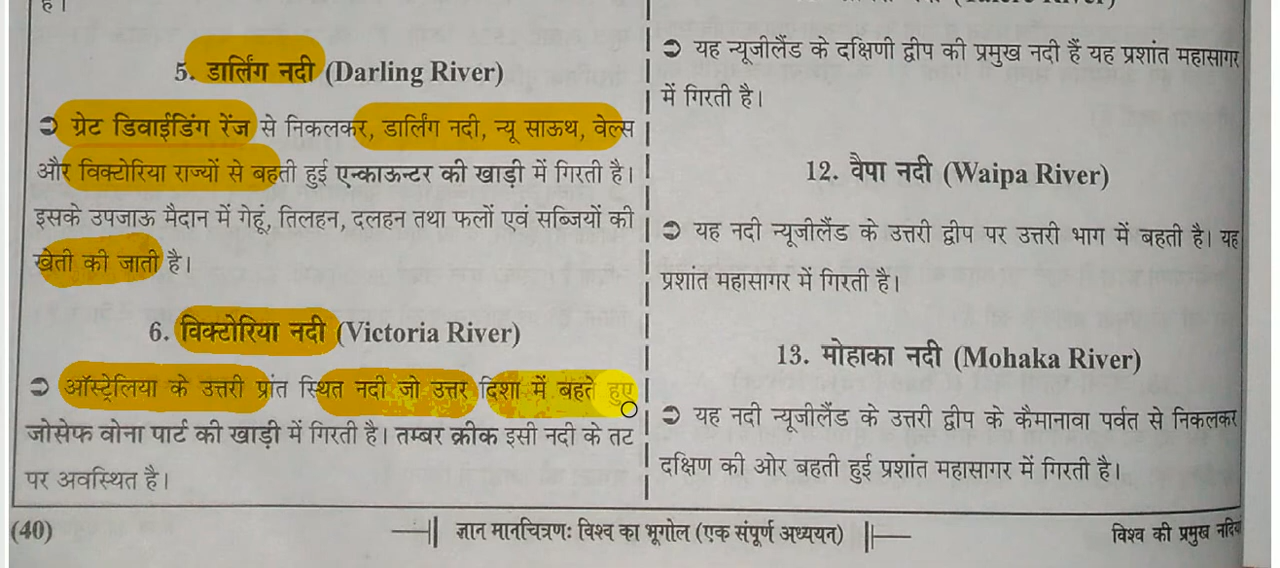 है।
5. डार्लिंग नदी (Darling River)
➲ ग्रेट डिवाईडिंग रेंज से निकलकर, डार्लिंग नदी, न्यू साऊथ, वेल्स
और विक्टोरिया राज्यों से बहती हुई एन्काऊन्टर की खाड़ी में गिरती है।
इसके उपजाऊ मैदान में गेहूं, तिलहन, दलहन तथा फलों एवं सब्जियों की
खेती की जाती है।
6. विक्टोरिया नदी (Victoria River)
➲ ऑस्ट्रेलिया के उत्तरी प्रांत स्थित नदी जो उत्तर दिशा में बहते हुए
जोसेफ वोना पार्ट की खाड़ी में गिरती है। तम्बर क्रीक इसी नदी के तट
पर अवस्थित है।
➲ यह न्यूजीलैंड के दक्षिणी द्वीप की प्रमुख नदी हैं यह प्रशांत महासागर
में गिरती है।
12. वैपा नदी (Waipa River)
➲ यह नदी न्यूजीलैंड के उत्तरी द्वीप पर उत्तरी भाग में बहती है। यह
प्रशांत महासागर में गिरती है।
13. मोहाका नदी (Mohaka River)
➲ यह नदी न्यूजीलैंड के उत्तरी द्वीप के कैमानावा पर्वत से निकलकर
दक्षिण की ओर बहती हुई प्रशांत महासागर में गिरती है।
(40)
ज्ञान मानचित्रणः विश्व का भूगोल (एक संपूर्ण अध्ययन)
विश्व की प्रमुख नदियां